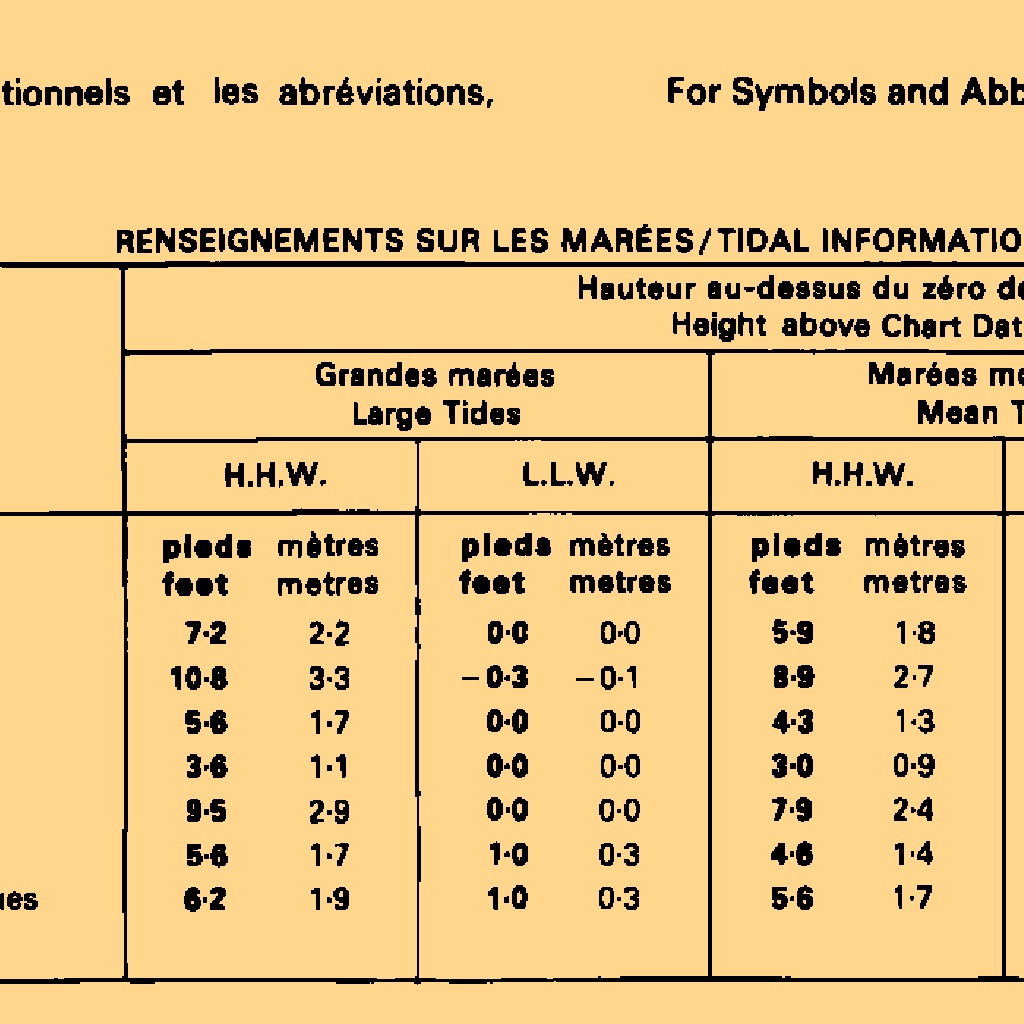 tionnels et les abréviations, For Symbols and Abb
RENSEIGNEMENTS SUR LES MARÉES/TIDAL INFORMATIO
Hauteur au-dessus du zéro de
Height above Chart Dat
Grandes marées Marées mo
Large Tides Mean T
H.H.W. L.L.W. H.H.W.
pieds mètres pieds mètres pieds mètres
feet metres feet metres feet metres
7·2 2·2 0·0 0·0 5·9 1·8
10·8 3·3 –0·3 –0·1 8·9 2·7
5·6 1·7 0·0 0·0 4·3 1·3
3·6 1·1 0·0 0·0 3·0 0·9
9·5 2·9 0·0 0·0 7·9 2·4
5·6 1·7 1·0 0·3 4·6 1·4
ues 6·2 1·9 1·0 0·3 5·6 1·7